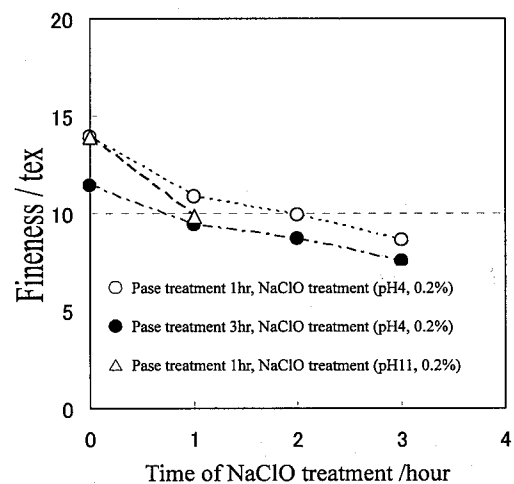 20
15
10
5
0
Fineness / tex
Pase treatment 1hr, NaClO treatment (pH4, 0.2%)
Pase treatment 3hr, NaClO treatment (pH4, 0.2%)
Pase treatment 1hr, NaClO treatment (pH11, 0.2%)
0 1 2 3 4
Time of NaClO treatment /hour